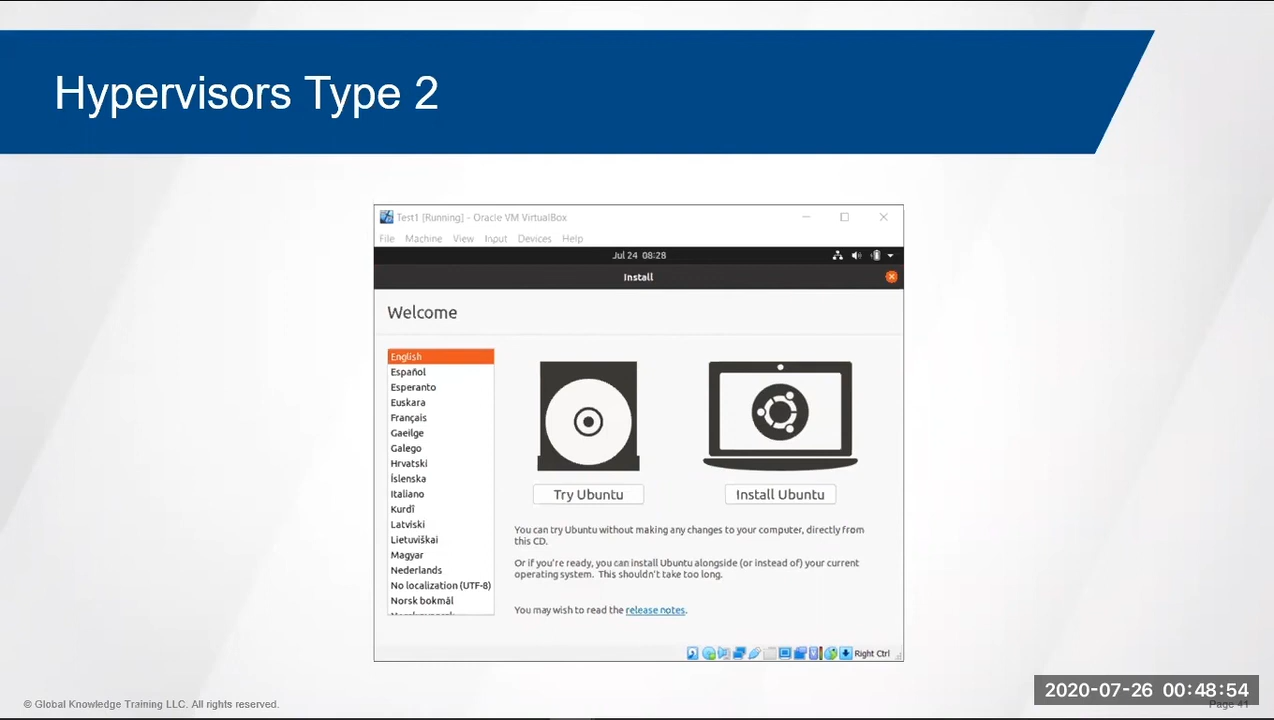 Hypervisors Type 2
Test1 [Running] - Oracle VM VirtualBox
File Machine View Input Devices Help
Jul 24 08:28
Install
Welcome
English
Español
Esperanto
Euskara
Français
Gaeilge
Galego
Hrvatski
Íslenska
Italiano
Kurdî
Latviski
Lietuviškai
Magyar
Nederlands
No localization (UTF-8)
Norsk bokmål
Try Ubuntu
Install Ubuntu
You can try Ubuntu without making any changes to your computer, directly from
this CD.
Or if you're ready, you can install Ubuntu alongside (or instead of) your current
operating system. This shouldn't take too long.
You may wish to read the release notes.
Right Ctrl
© Global Knowledge Training LLC. All rights reserved.
2020-07-26 00:48:54
Page 41